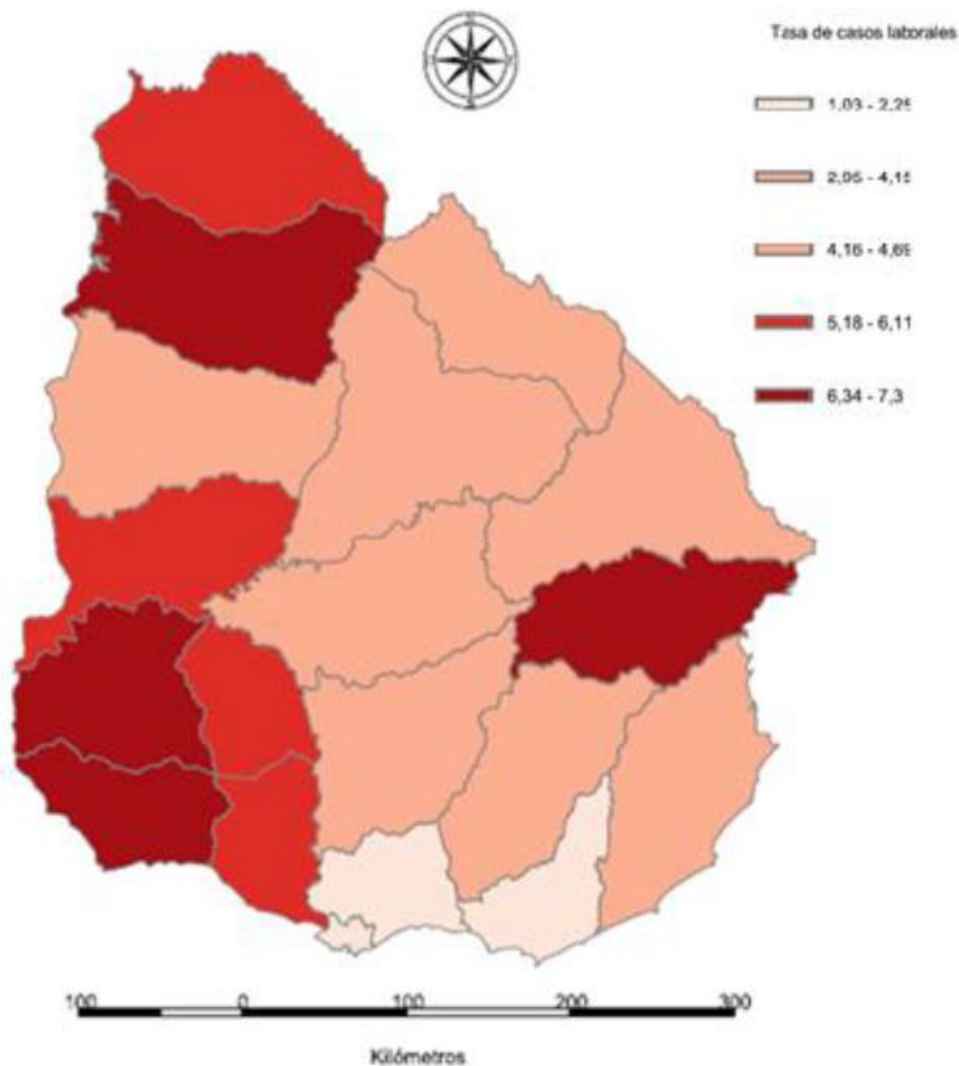 Tasa de casos laborales
1,03 - 2,25
2,95 - 4,15
4,16 - 4,69
5,18 - 6,11
6,34 - 7,3
100 0 100 200 300
Kilómetros